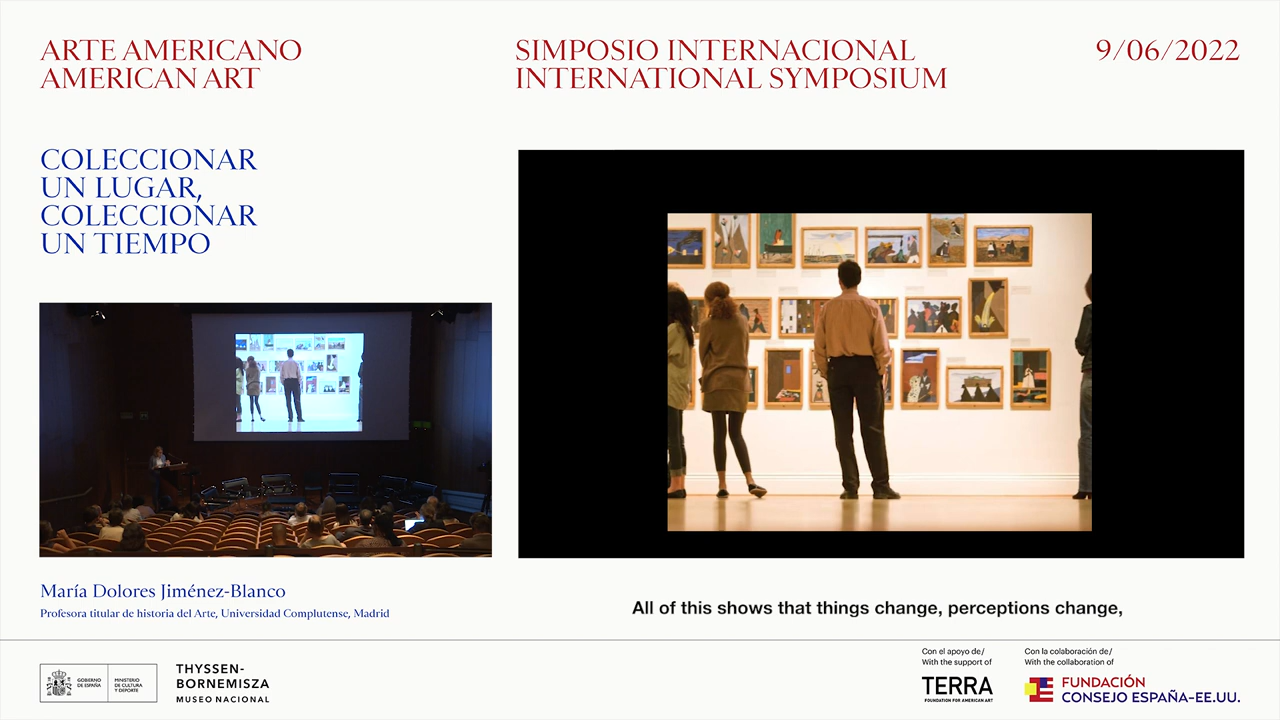 ARTE AMERICANO
AMERICAN ART
SIMPOSIO INTERNACIONAL
INTERNATIONAL SYMPOSIUM
9/06/2022
COLECCIONAR
UN LUGAR,
COLECCIONAR
UN TIEMPO
María Dolores Jiménez-Blanco
Profesora titular de historia del Arte, Universidad Complutense, Madrid
All of this shows that things change, perceptions change,
GOBIERNO
DE ESPAÑA
MINISTERIO
DE CULTURA
Y DEPORTE
THYSSEN-
BORNEMISZA
MUSEO NACIONAL
Con el apoyo de/
With the support of
TERRA
FOUNDATION FOR AMERICAN ART
Con la colaboración de/
With the collaboration of
FUNDACIÓN
CONSEJO ESPAÑA-EE.UU.